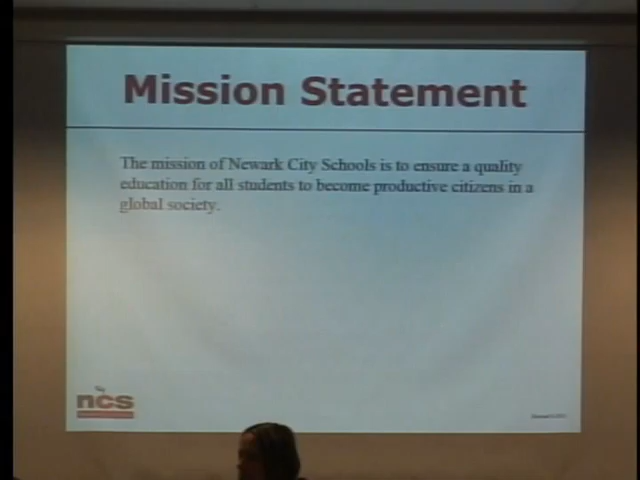 Mission Statement
The mission of Newark City Schools is to ensure a quality
education for all students to become productive citizens in a
global society.
ncs